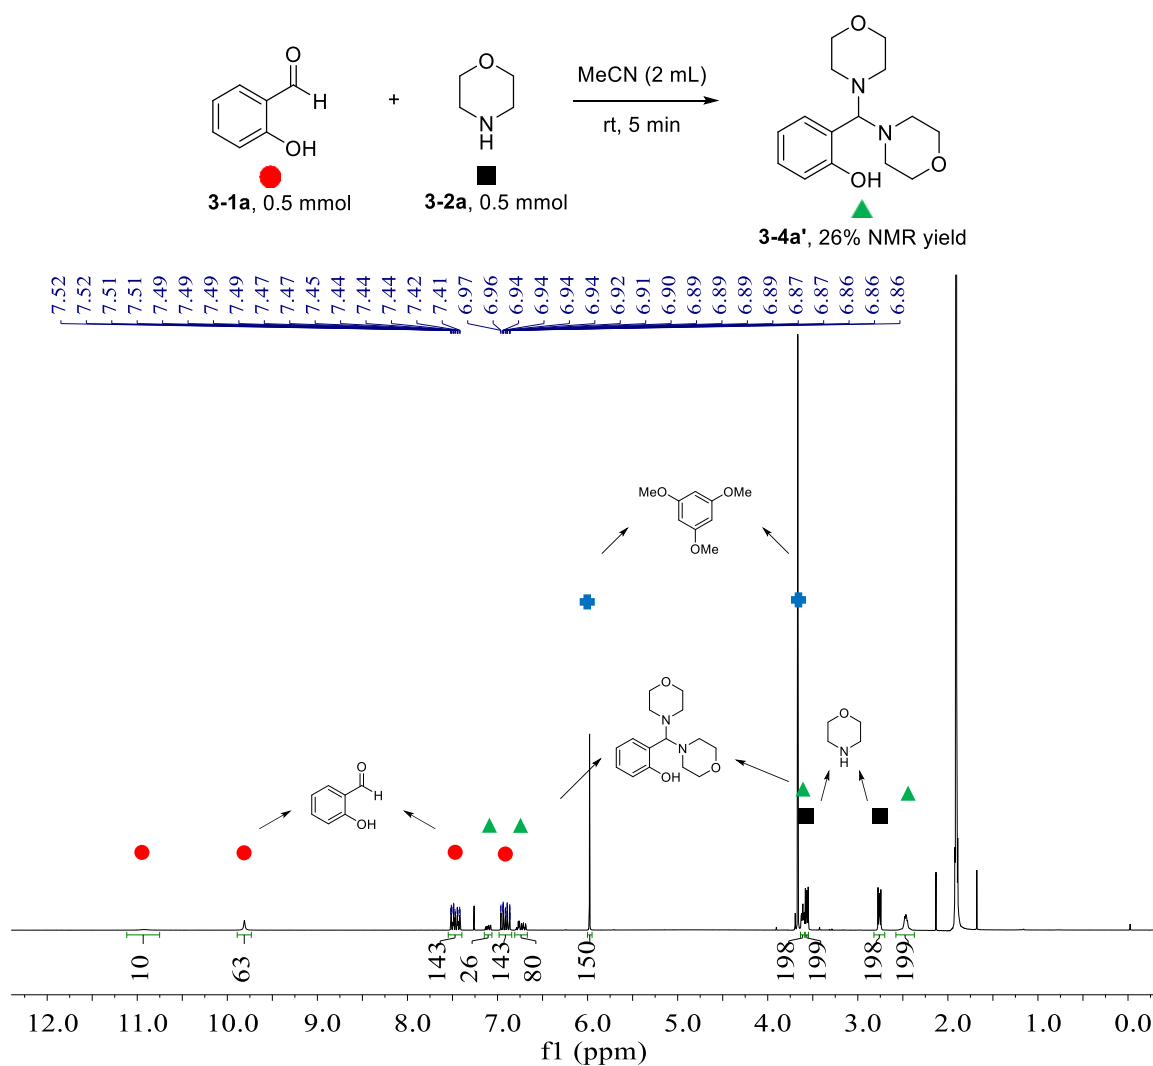 O
H
OH
3-1a, 0.5 mmol
+
O
N
H
3-2a, 0.5 mmol
MeCN (2 mL)
rt, 5 min
O
N
N
O
OH
3-4a', 26% NMR yield
7.52 7.52 7.51 7.51 7.49 7.49 7.49 7.49 7.47 7.47 7.45 7.44 7.44 7.44 7.42 7.41 6.97 6.96 6.94 6.94 6.94 6.94 6.92 6.91 6.90 6.89 6.89 6.89 6.89 6.87 6.87 6.86 6.86 6.86
MeO OMe
OMe
O
N
N
O
OH
O
N
H
O
H
OH
10 63 143 26 143 80 150 198 199 198 199
12.0 11.0 10.0 9.0 8.0 7.0 6.0 5.0 4.0 3.0 2.0 1.0 0.0
f1 (ppm)